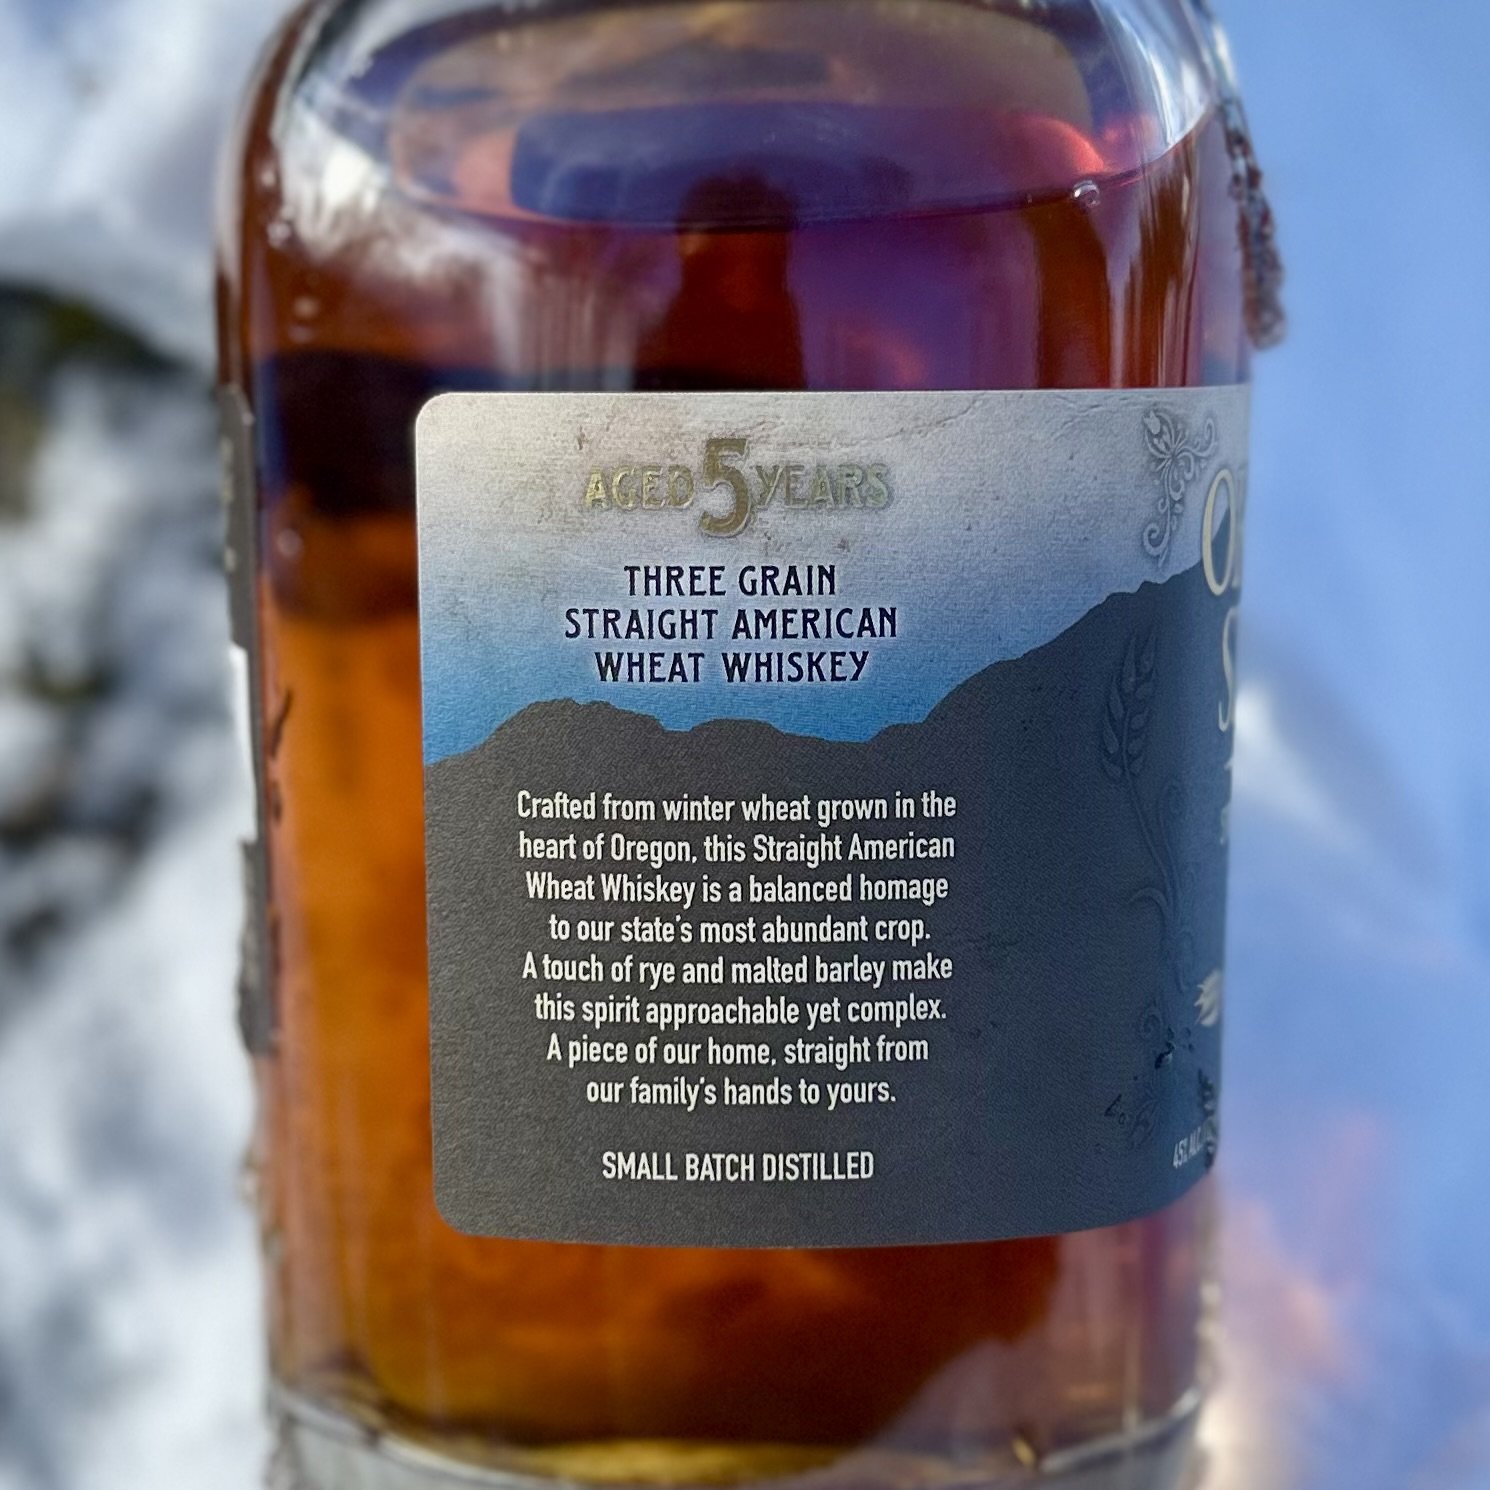 AGED 5 YEARS
THREE GRAIN
STRAIGHT AMERICAN
WHEAT WHISKEY
Crafted from winter wheat grown in the
heart of Oregon, this Straight American
Wheat Whiskey is a balanced homage
to our state's most abundant crop.
A touch of rye and malted barley make
this spirit approachable yet complex.
A piece of our home, straight from
our family's hands to yours.
SMALL BATCH DISTILLED
45% ALC.